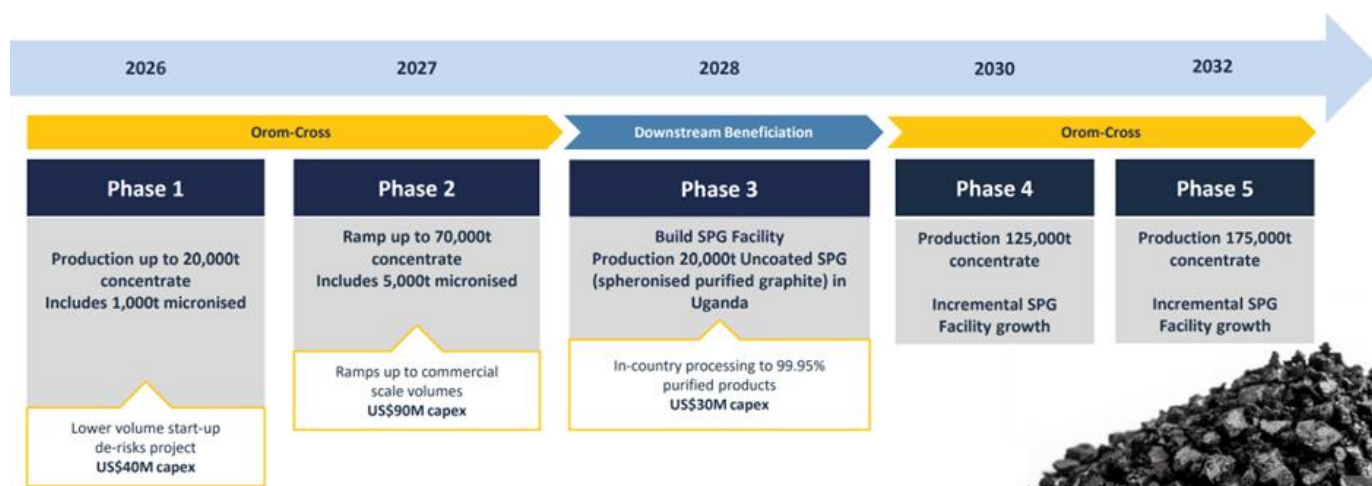 2026
2027
2028
2030
2032
Orom-Cross
Downstream Beneficiation
Orom-Cross
Phase 1
Production up to 20,000t
concentrate
Includes 1,000t micronised
Lower volume start-up
de-risks project
US$40M capex
Phase 2
Ramp up to 70,000t
concentrate
Includes 5,000t micronised
Ramps up to commercial
scale volumes
US$90M capex
Phase 3
Build SPG Facility
Production 20,000t Uncoated SPG
(spheronised purified graphite) in
Uganda
In-country processing to 99.95%
purified products
US$30M capex
Phase 4
Production 125,000t
concentrate
Incremental SPG
Facility growth
Phase 5
Production 175,000t
concentrate
Incremental SPG
Facility growth